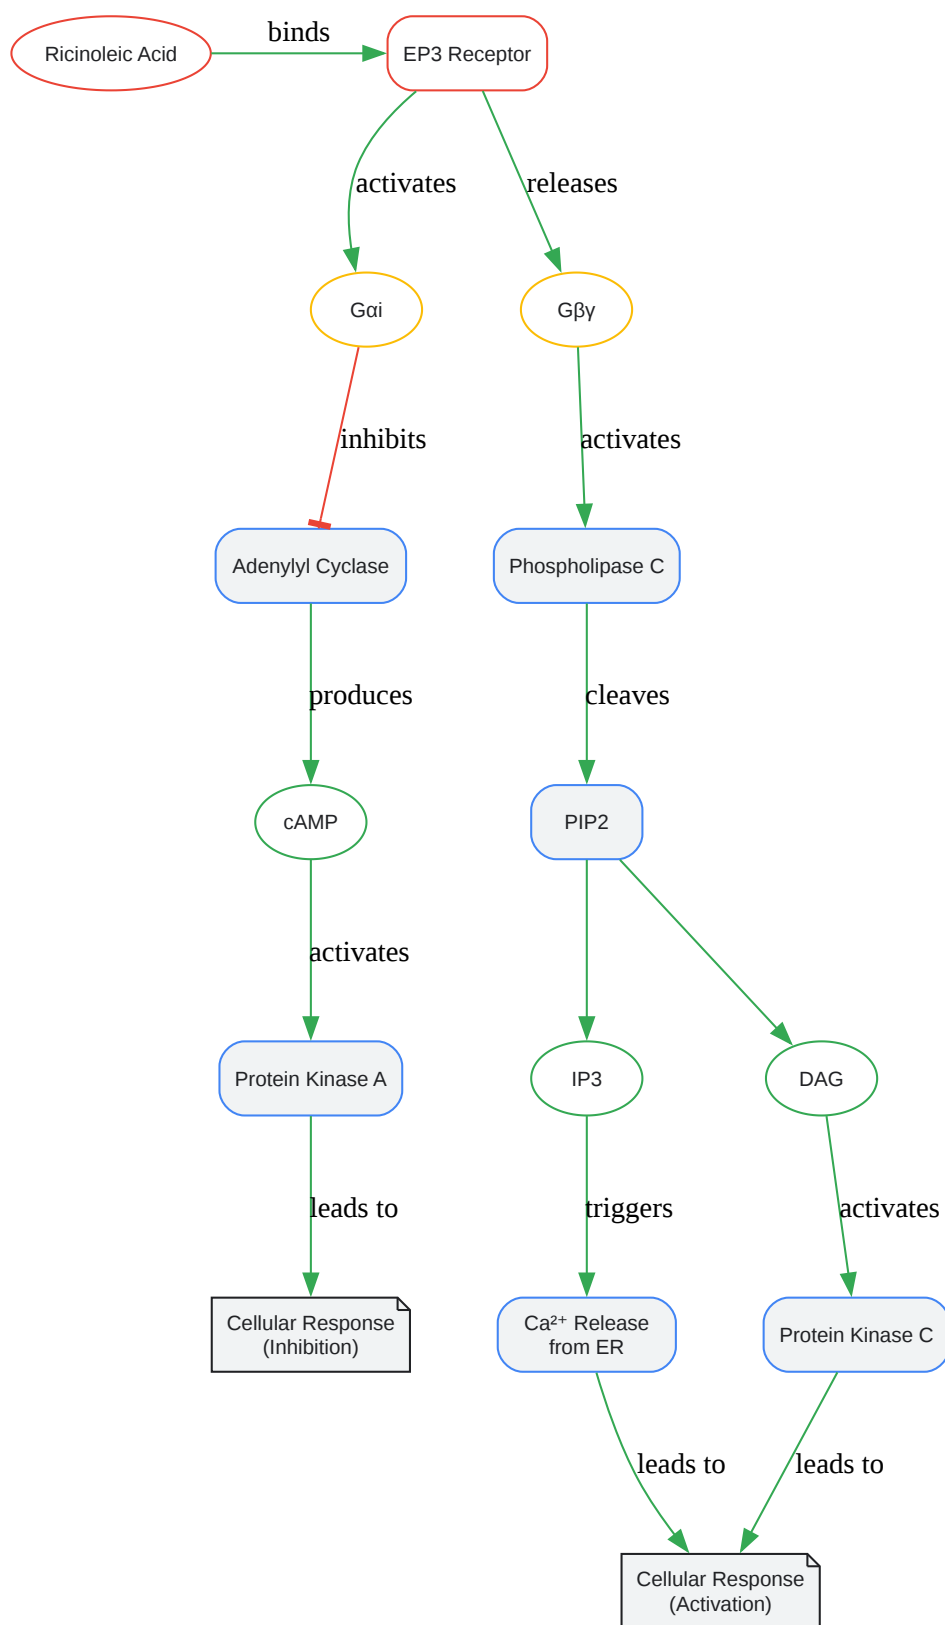 Ricinoleic Acid
binds
EP3 Receptor
activates
releases
Gαi
Gβγ
inhibits
activates
Adenylyl Cyclase
Phospholipase C
produces
cleaves
cAMP
PIP2
activates
Protein Kinase A
IP3
DAG
leads to
triggers
activates
Cellular Response
(Inhibition)
Ca²⁺ Release
from ER
Protein Kinase C
leads to
leads to
Cellular Response
(Activation)